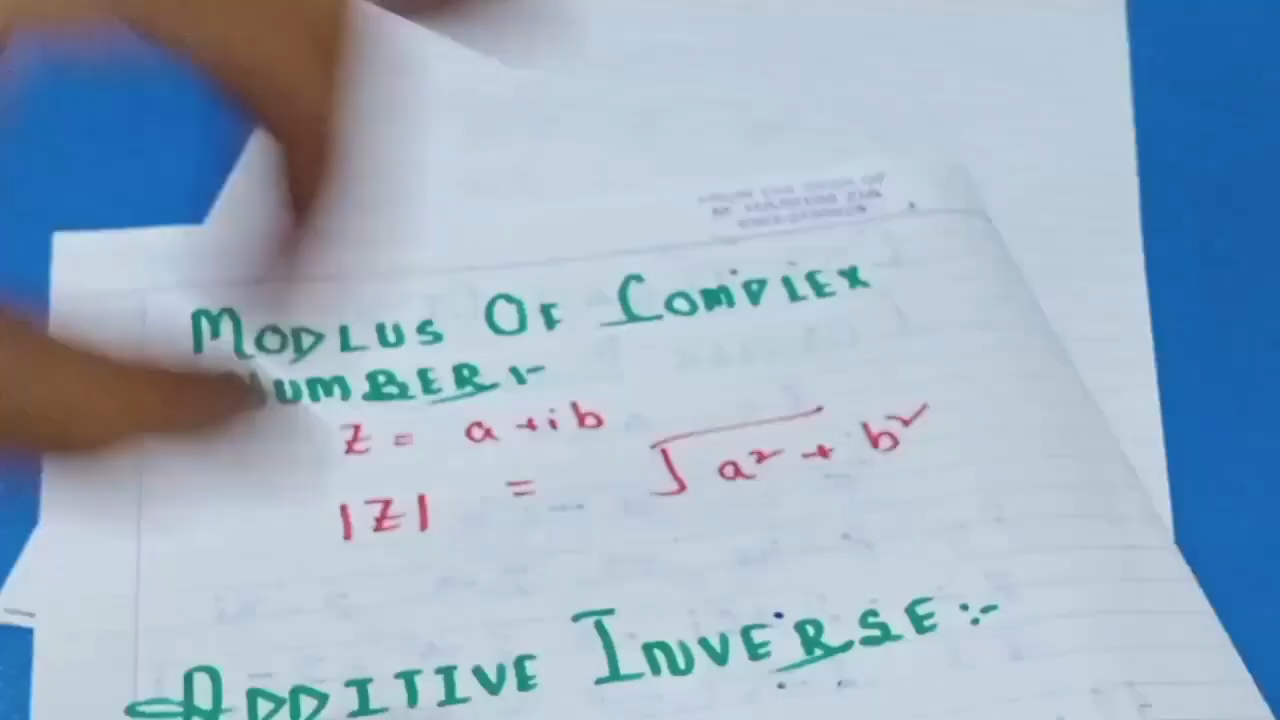 MODLUS OF COMPLEX
NUMBER:-
Z = a + ib
|Z| = √a² + b²
ADDITIVE INVERSE:-